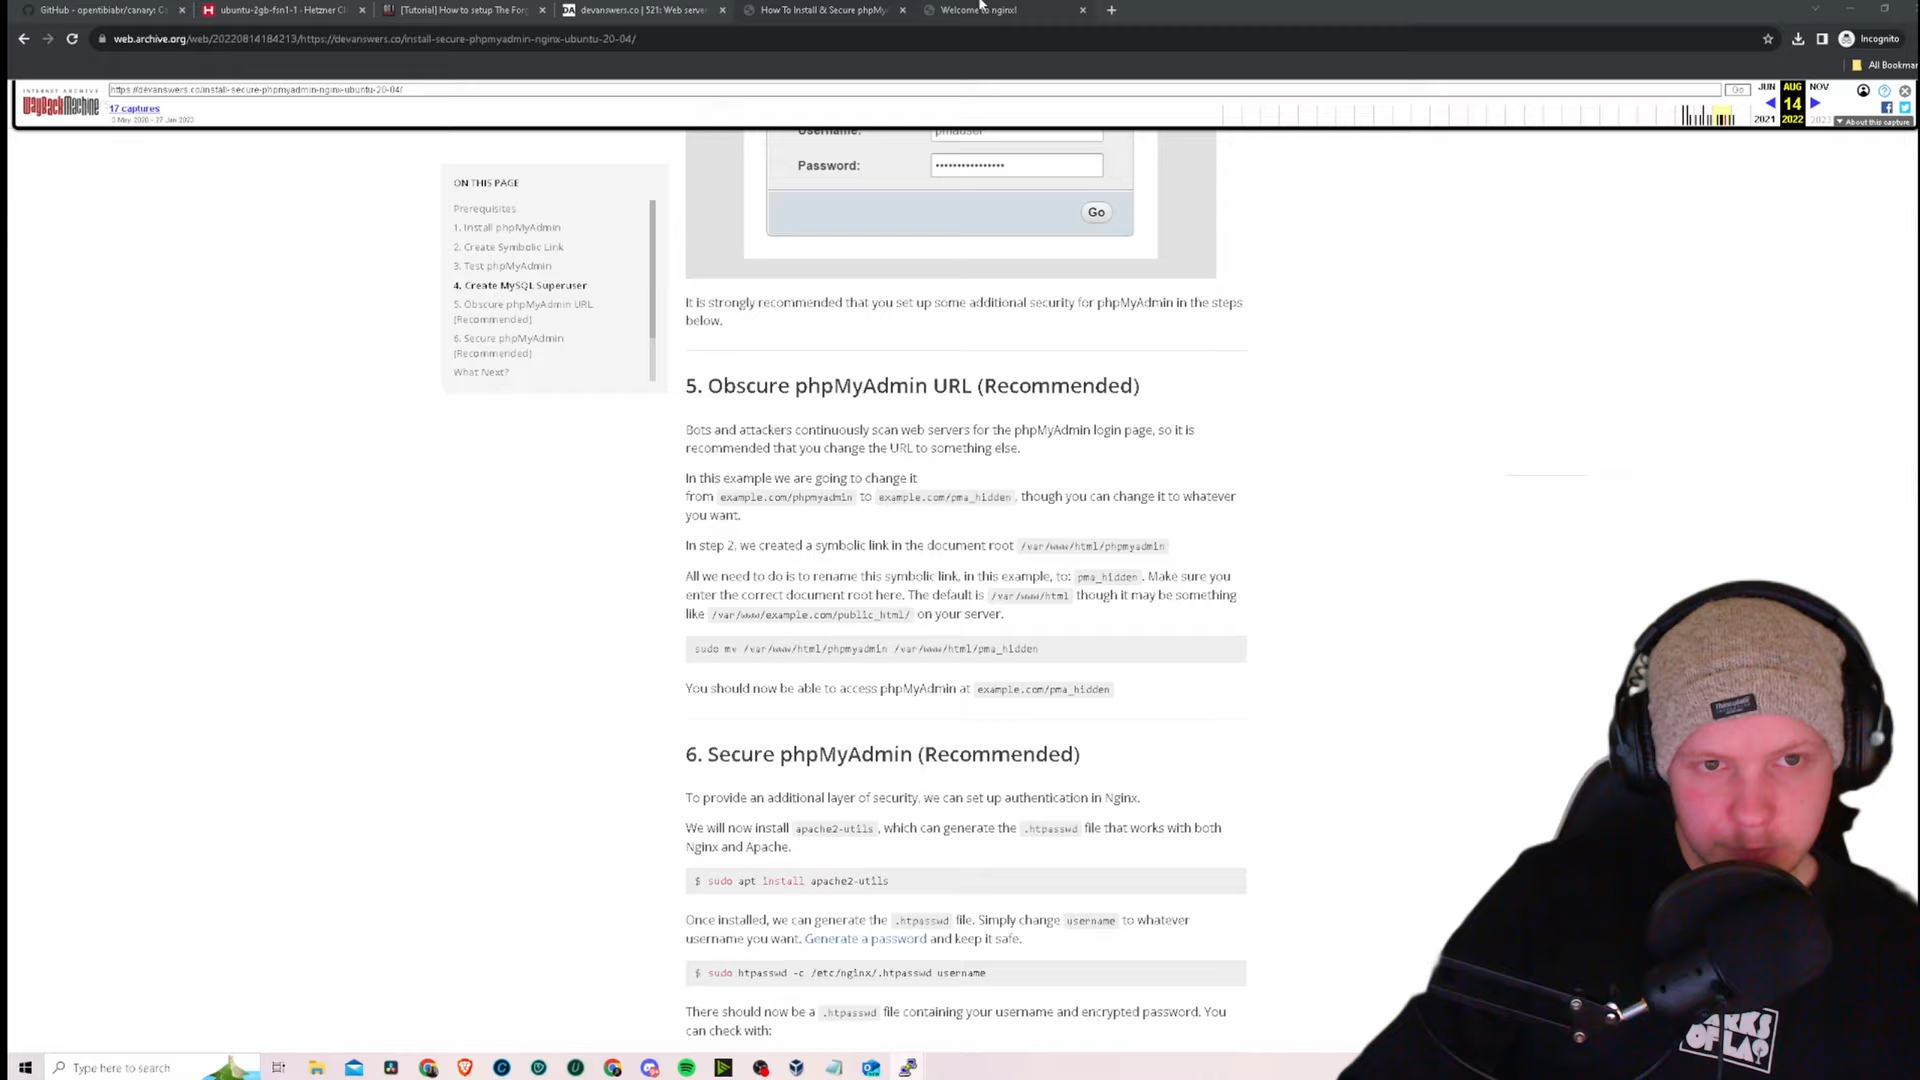 GitHub - opentibiabr/canary: Ca
ubuntu-2gb-fsn1-1 - Hetzner Cl
[Tutorial] How to setup The Forg
devanswers.co | 521: Web serve
How To Install & Secure phpMy
Welcome to nginx!
web.archive.org/web/20220814184213/https://devanswers.co/install-secure-phpmyadmin-nginx-ubuntu-20-04/
Incognito
All Bookmar
INTERNET ARCHIVE
WayBackMachine
https://devanswers.co/install-secure-phpmyadmin-nginx-ubuntu-20-04/
Go
JUN AUG NOV
17 captures
14
3 May 2020 - 27 Jan 2023
2021 2022 2023
About this capture
Username: pmauser
Password: ••••••••••••••••
Go
ON THIS PAGE
Prerequisites
1. Install phpMyAdmin
2. Create Symbolic Link
3. Test phpMyAdmin
4. Create MySQL Superuser
5. Obscure phpMyAdmin URL
(Recommended)
6. Secure phpMyAdmin
(Recommended)
What Next?
It is strongly recommended that you set up some additional security for phpMyAdmin in the steps
below.
5. Obscure phpMyAdmin URL (Recommended)
Bots and attackers continuously scan web servers for the phpMyAdmin login page, so it is
recommended that you change the URL to something else.
In this example we are going to change it
from example.com/phpmyadmin to example.com/pma_hidden, though you can change it to whatever
you want.
In step 2, we created a symbolic link in the document root /var/www/html/phpmyadmin
All we need to do is to rename this symbolic link, in this example, to: pma_hidden. Make sure you
enter the correct document root here. The default is /var/www/html though it may be something
like /var/www/example.com/public_html/ on your server.
sudo mv /var/www/html/phpmyadmin /var/www/html/pma_hidden
You should now be able to access phpMyAdmin at example.com/pma_hidden
6. Secure phpMyAdmin (Recommended)
To provide an additional layer of security, we can set up authentication in Nginx.
We will now install apache2-utils, which can generate the .htpasswd file that works with both
Nginx and Apache.
$ sudo apt install apache2-utils
Once installed, we can generate the .htpasswd file. Simply change username to whatever
username you want. Generate a password and keep it safe.
$ sudo htpasswd -c /etc/nginx/.htpasswd username
There should now be a .htpasswd file containing your username and encrypted password. You
can check with:
Type here to search